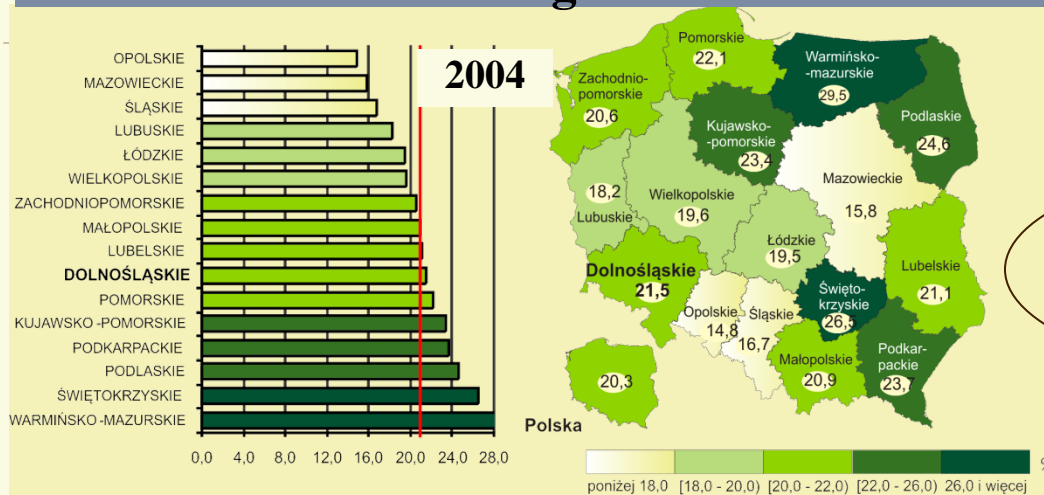 2004
OPOLSKIE
MAZOWIECKIE
ŚLĄSKIE
LUBUSKIE
ŁÓDZKIE
WIELKOPOLSKIE
ZACHODNIOPOMORSKIE
MAŁOPOLSKIE
LUBELSKIE
DOLNOŚLĄSKIE
POMORSKIE
KUJAWSKO -POMORSKIE
PODKARPACKIE
PODLASKIE
ŚWIĘTOKRZYSKIE
WARMIŃSKO -MAZURSKIE
0,0 4,0 8,0 12,0 16,0 20,0 24,0 28,0
Pomorskie
22,1
Warmińsko-
-mazurskie
29,5
Zachodnio-
pomorskie
20,6
Kujawsko-
-pomorskie
23,4
Podlaskie
24,6
Mazowieckie
15,8
18,2
Lubuskie
Wielkopolskie
19,6
Łódzkie
19,5
Lubelskie
21,1
Dolnośląskie
21,5
Opolskie
14,8
Śląskie
16,7
Święto-
krzyskie
26,5
Małopolskie
20,9
Podkar-
packie
23,7
20,3
Polska
%
poniżej 18,0 [18,0 - 20,0) [20,0 - 22,0) [22,0 - 26,0) 26,0 i więcej